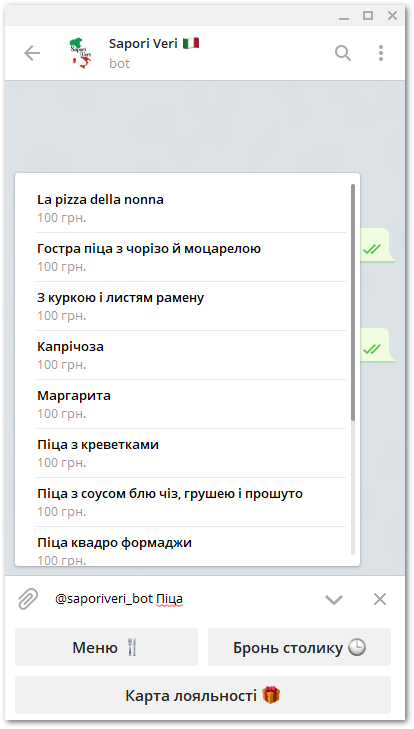 Sapori Veri
bot
Sapori
Veri
La pizza della nonna
100 грн.
Гостра піца з чорізо й моцарелою
100 грн.
З куркою і листям рамену
100 грн.
Капрічоза
100 грн.
Маргарита
100 грн.
Піца з креветками
100 грн.
Піца з соусом блю чіз, грушею і прошуто
100 грн.
Піца квадро формаджи
100 грн.
@saporiveri_bot Піца
Меню
Бронь столику
Карта лояльності